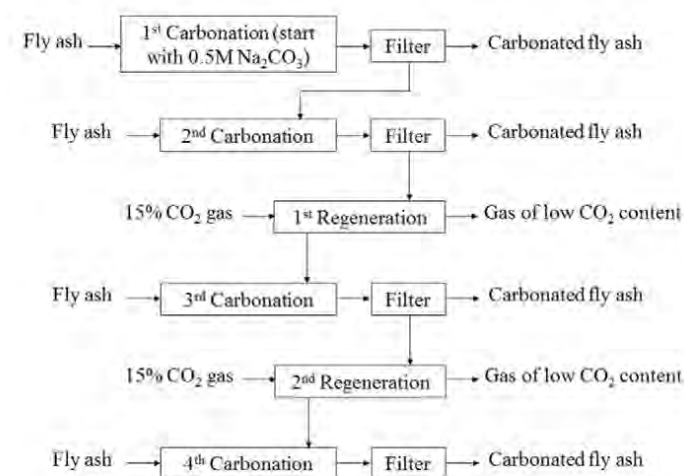 Fly ash
1st Carbonation (start
with 0.5M Na2CO3)
Filter
Carbonated fly ash
Fly ash
2nd Carbonation
Filter
Carbonated fly ash
15% CO2 gas
1st Regeneration
Gas of low CO2 content
Fly ash
3rd Carbonation
Filter
Carbonated fly ash
15% CO2 gas
2nd Regeneration
Gas of low CO2 content
Fly ash
4th Carbonation
Filter
Carbonated fly ash